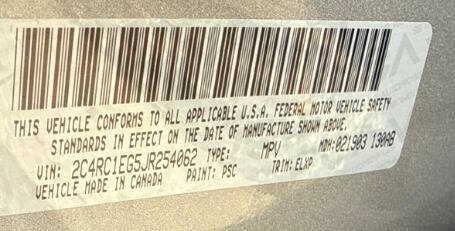 THIS VEHICLE CONFORMS TO ALL APPLICABLE U.S.A. FEDERAL MOTOR VEHICLE SAFETY
STANDARDS IN EFFECT ON THE DATE OF MANUFACTURE SHOWN ABOVE.
VIN: 2C4RC1EG5JR254062 TYPE: MPV MDH:021903 130AB
VEHICLE MADE IN CANADA PAINT: PSC TRIM: ELXP